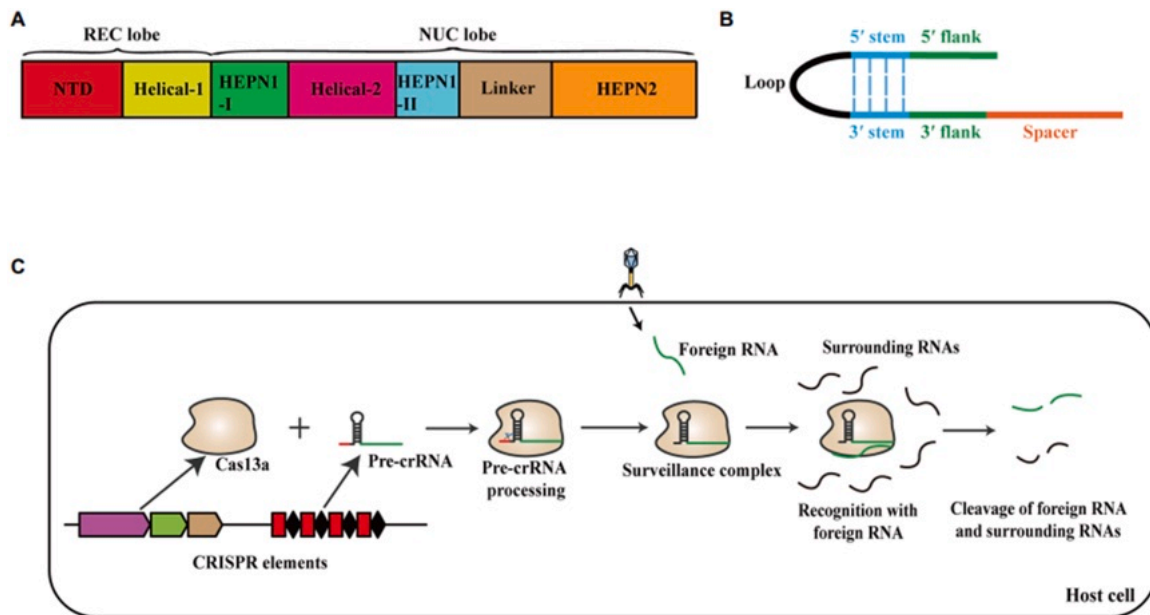 A
REC lobe
NUC lobe
NTD
Helical-1
HEPN1
-I
Helical-2
HEPN1
-II
Linker
HEPN2
B
5' stem
5' flank
Loop
3' stem
3' flank
Spacer
C
Foreign RNA
Surrounding RNAs
Cas13a
+
Pre-crRNA
Pre-crRNA
processing
Surveillance complex
Recognition with
foreign RNA
Cleavage of foreign RNA
and surrounding RNAs
CRISPR elements
Host cell